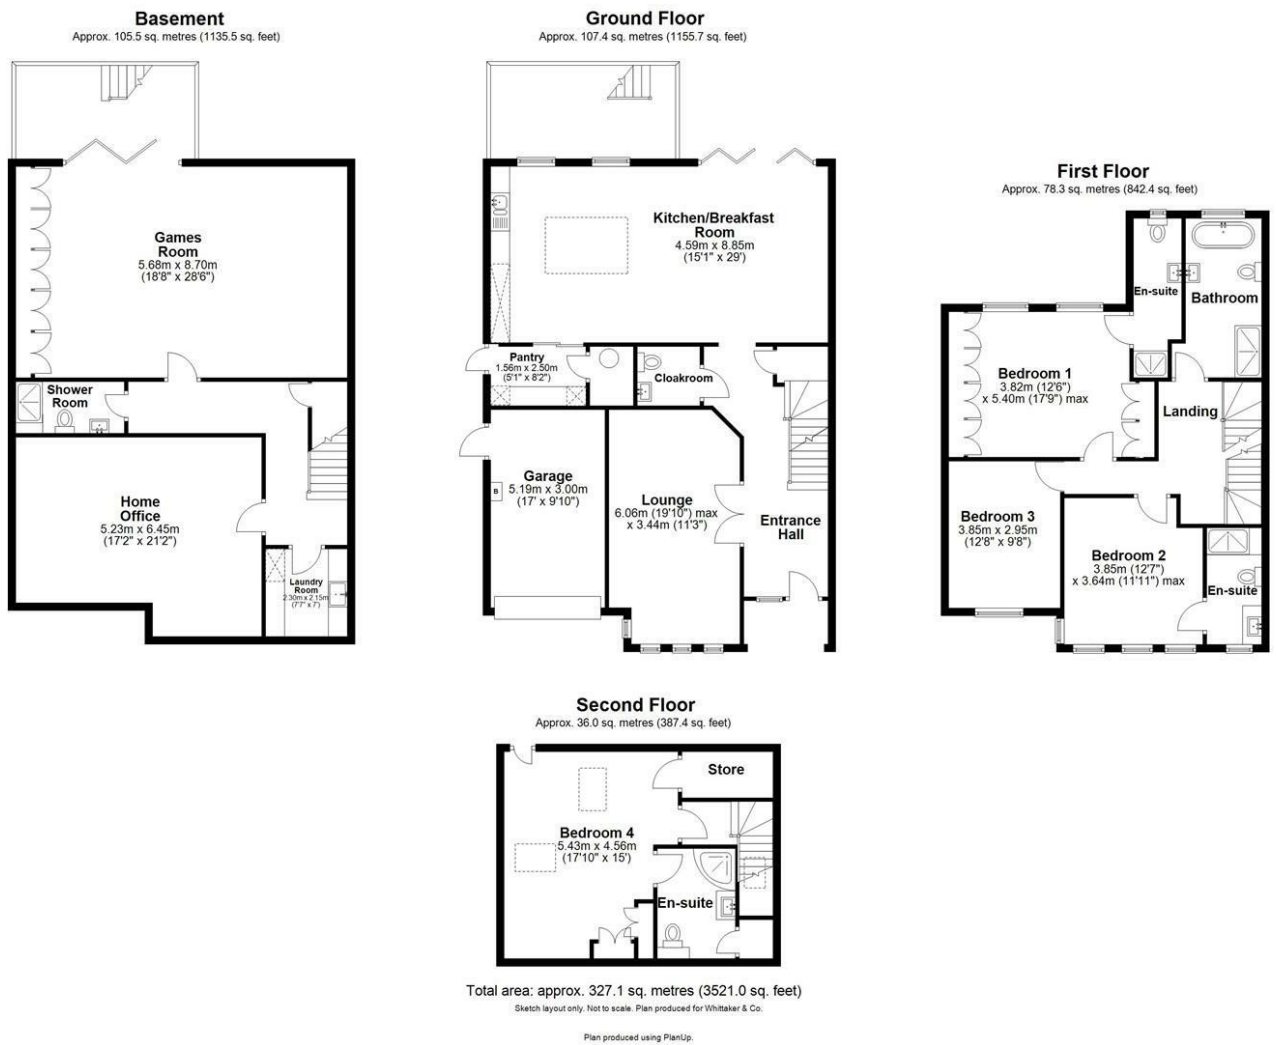 Basement
Approx. 105.5 sq. metres (1135.5 sq. feet)
Games
Room
5.68m x 8.70m
(18'8" x 28'6")
Shower
Room
Home
Office
5.23m x 6.45m
(17'2" x 21'2")
Laundry
Room
2.30m x 2.15m
(7'7" x 7')
Ground Floor
Approx. 107.4 sq. metres (1155.7 sq. feet)
Kitchen/Breakfast
Room
4.59m x 8.85m
(15'1" x 29')
Pantry
1.56m x 2.50m
(5'1" x 8'2")
Cloakroom
Garage
5.19m x 3.00m
(17' x 9'10")
B
Lounge
6.06m (19'10") max
x 3.44m (11'3")
Entrance
Hall
First Floor
Approx. 78.3 sq. metres (842.4 sq. feet)
En-suite
Bathroom
Bedroom 1
3.82m (12'6")
x 5.40m (17'9") max
Landing
Bedroom 3
3.85m x 2.95m
(12'8" x 9'8")
Bedroom 2
3.85m (12'7")
x 3.64m (11'11") max
En-suite
Second Floor
Approx. 36.0 sq. metres (387.4 sq. feet)
Store
Bedroom 4
5.43m x 4.56m
(17'10" x 15')
En-suite
Total area: approx. 327.1 sq. metres (3521.0 sq. feet)
Sketch layout only. Not to scale. Plan produced for Whittaker & Co.
Plan produced using PlanUp.